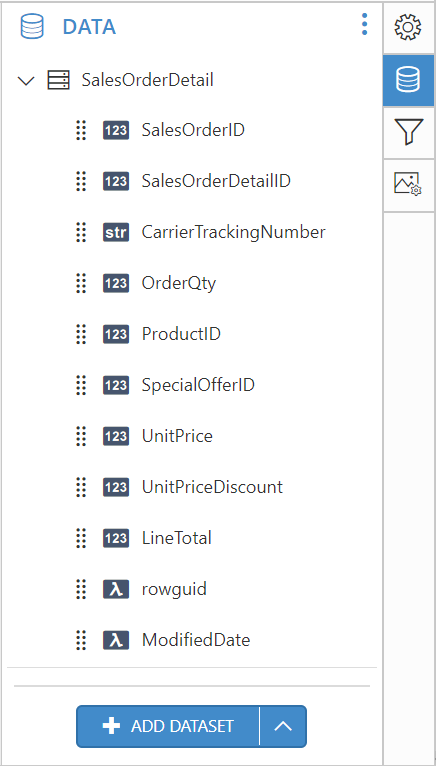 DATA
SalesOrderDetail
123 SalesOrderID
123 SalesOrderDetailID
str CarrierTrackingNumber
123 OrderQty
123 ProductID
123 SpecialOfferID
123 UnitPrice
123 UnitPriceDiscount
123 LineTotal
λ rowguid
λ ModifiedDate
ADD DATASET